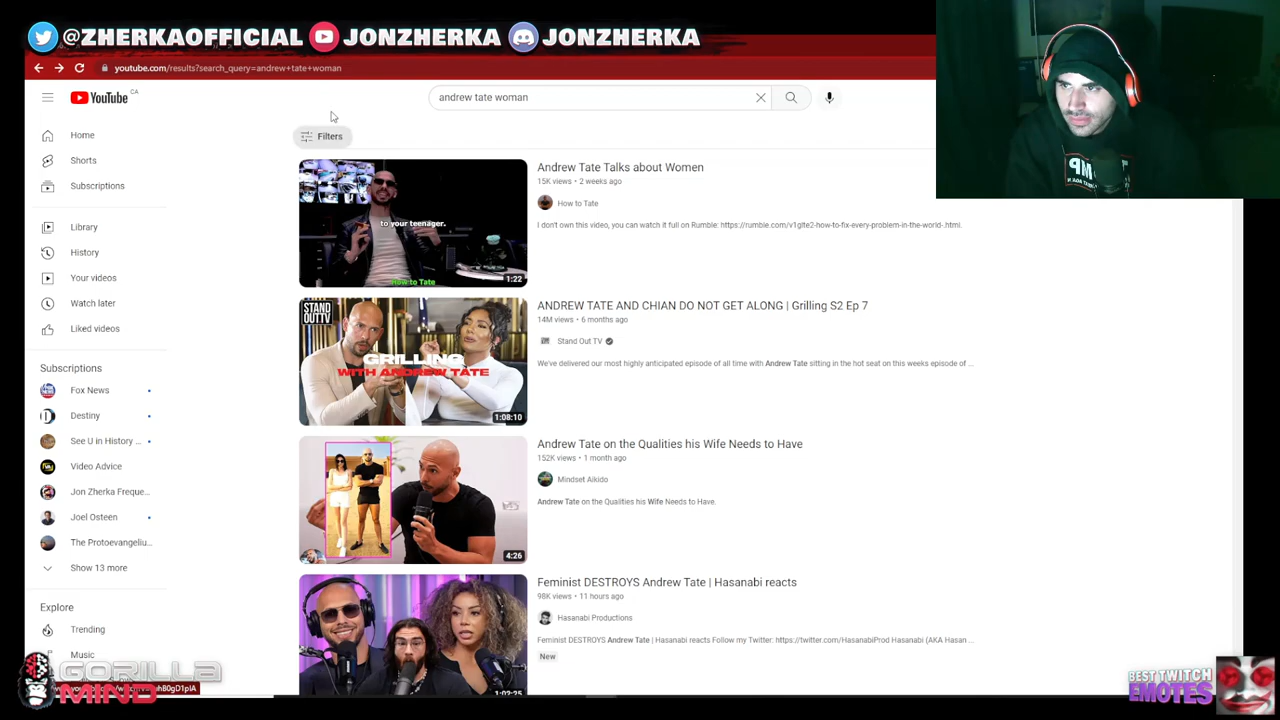 @ZHERKAOFFICIAL JONZHERKA JONZHERKA
youtube.com/results?search_query=andrew+tate+woman
YouTube CA
andrew tate woman
Filters
Home
Shorts
Subscriptions
Library
History
Your videos
Watch later
Liked videos
Subscriptions
Fox News
Destiny
See U in History ...
Video Advice
Jon Zherka Freque...
Joel Osteen
The Protoevangeliu...
Show 13 more
Explore
Trending
Music
to your teenager.
How to Tate
1:22
Andrew Tate Talks about Women
15K views • 2 weeks ago
How to Tate
I don't own this video, you can watch it full on Rumble: https://rumble.com/v1glte2-how-to-fix-every-problem-in-the-world-.html.
STAND
OUTTV
GRILLING
WITH ANDREW TATE
1:08:10
ANDREW TATE AND CHIAN DO NOT GET ALONG | Grilling S2 Ep 7
14M views • 6 months ago
Stand Out TV
We've delivered our most highly anticipated episode of all time with Andrew Tate sitting in the hot seat on this weeks episode of ...
4:26
Andrew Tate on the Qualities his Wife Needs to Have
152K views • 1 month ago
Mindset Aikido
Andrew Tate on the Qualities his Wife Needs to Have.
1:02:25
Feminist DESTROYS Andrew Tate | Hasanabi reacts
98K views • 11 hours ago
Hasanabi Productions
Feminist DESTROYS Andrew Tate | Hasanabi reacts Follow my Twitter: https://twitter.com/HasanabiProd Hasanabi (AKA Hasan ...
New
GORILLA
MIND
BEST TWITCH
EMOTES